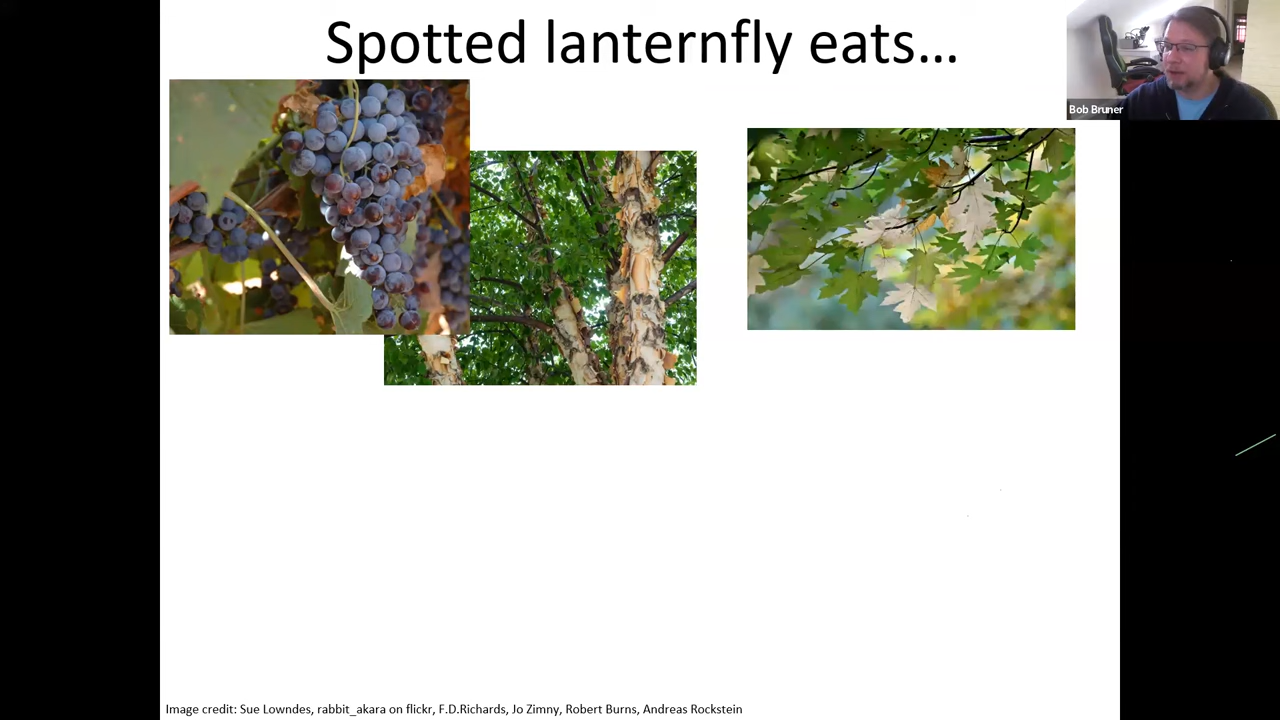 Spotted lanternfly eats…
Bob Bruner
Image credit: Sue Lowndes, rabbit_akara on flickr, F.D.Richards, Jo Zimny, Robert Burns, Andreas Rockstein